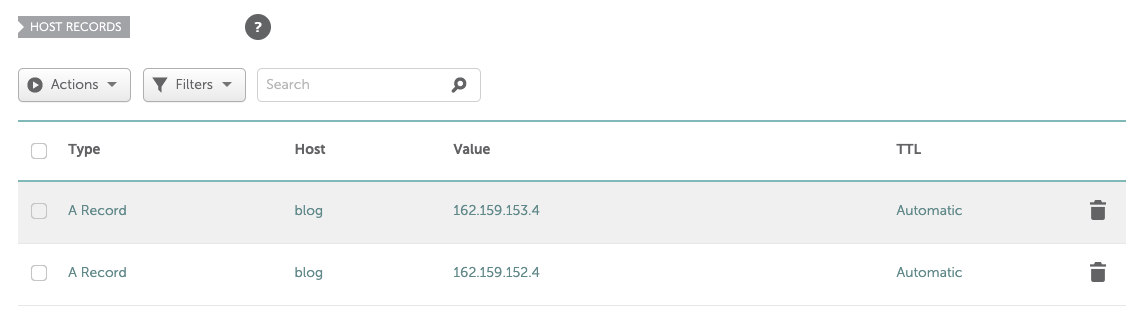 HOST RECORDS ?
Actions Filters Search
Type Host Value TTL
A Record blog 162.159.153.4 Automatic
A Record blog 162.159.152.4 Automatic